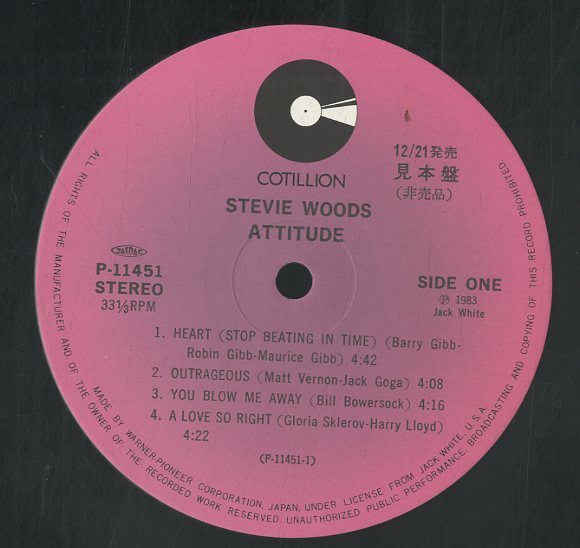 COTILLION
STEVIE WOODS
ATTITUDE
12/21発売
見本盤
(非売品)
P-11451
STEREO
33⅓RPM
SIDE ONE
Ⓟ 1983
Jack White
1. HEART (STOP BEATING IN TIME) (Barry Gibb-
Robin Gibb-Maurice Gibb) 4:42
2. OUTRAGEOUS (Matt Vernon-Jack Goga) 4:08
3. YOU BLOW ME AWAY (Bill Bowersock) 4:16
4. A LOVE SO RIGHT (Gloria Sklerov-Harry Lloyd)
4:22
(P-11451-1)
ALL RIGHTS OF THE MANUFACTURER AND OF THE OWNER OF THE RECORDED WORK RESERVED. UNAUTHORIZED PUBLIC PERFORMANCE, BROADCASTING AND COPYING OF THIS RECORD PROHIBITED.
MADE BY WARNER-PIONEER CORPORATION, JAPAN, UNDER LICENSE FROM JACK WHITE, U.S.A.